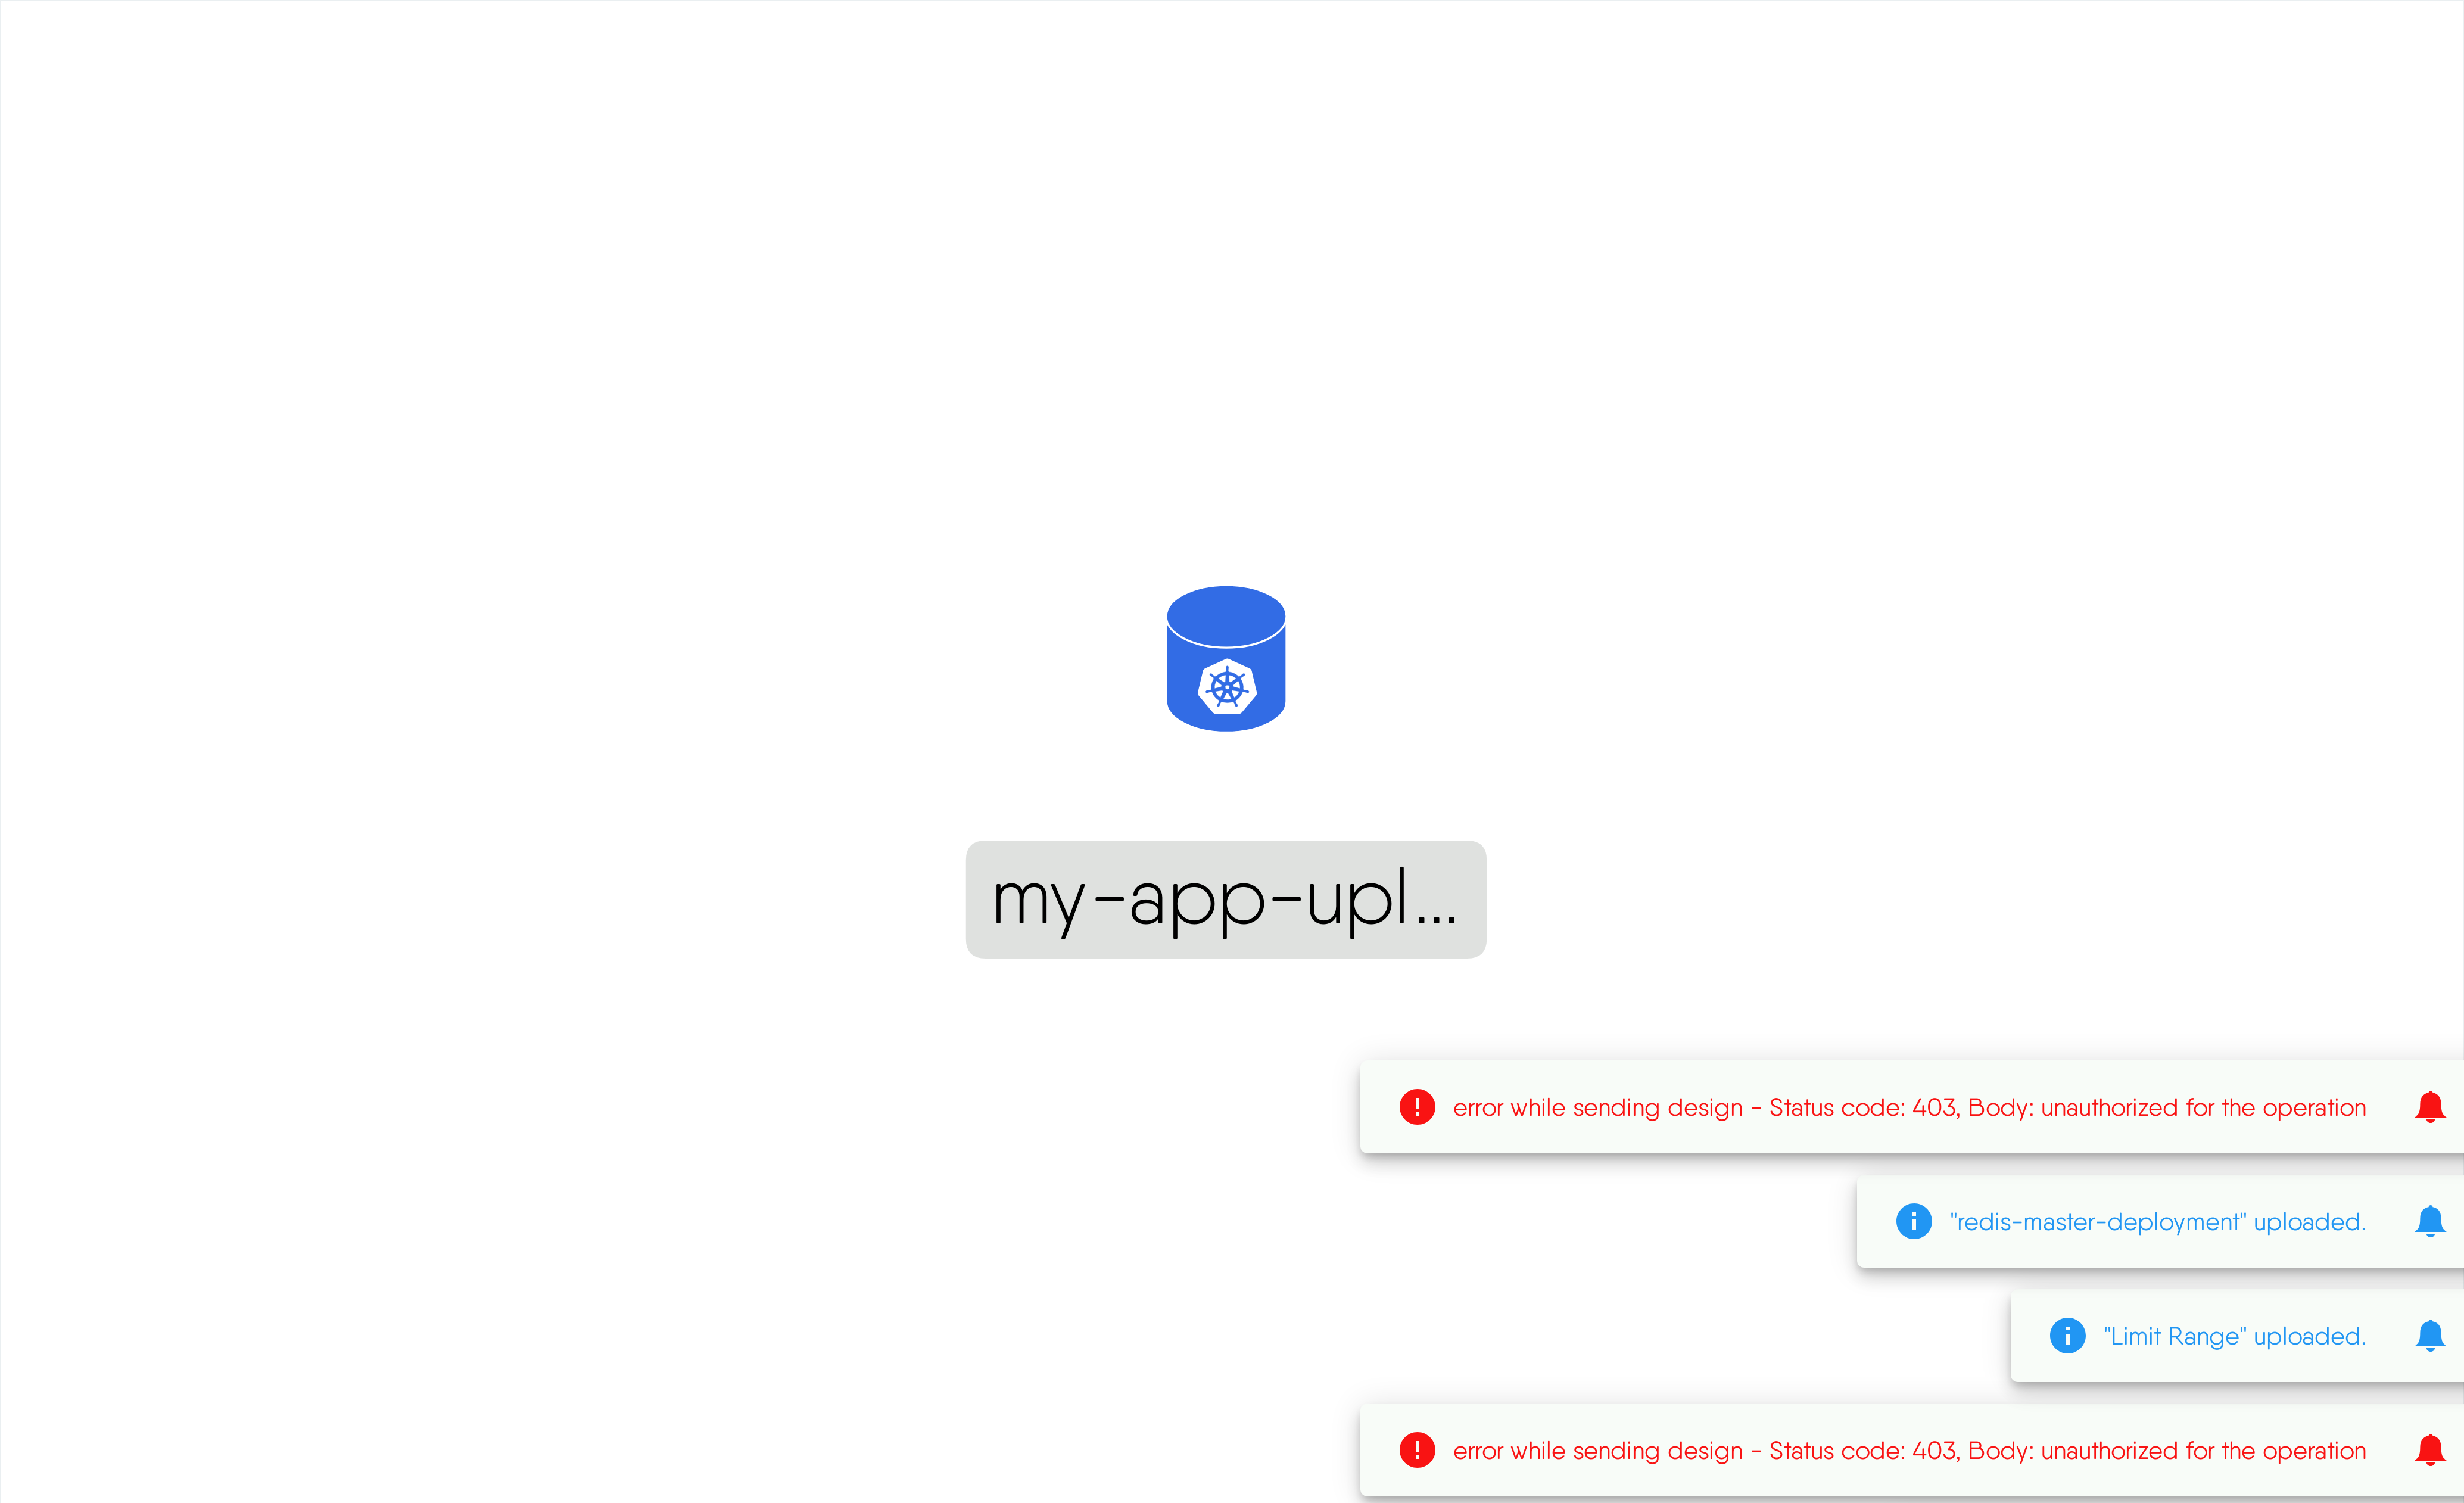 my-app-upl...
error while sending design - Status code: 403, Body: unauthorized for the operation
"redis-master-deployment" uploaded.
"Limit Range" uploaded.
error while sending design - Status code: 403, Body: unauthorized for the operation